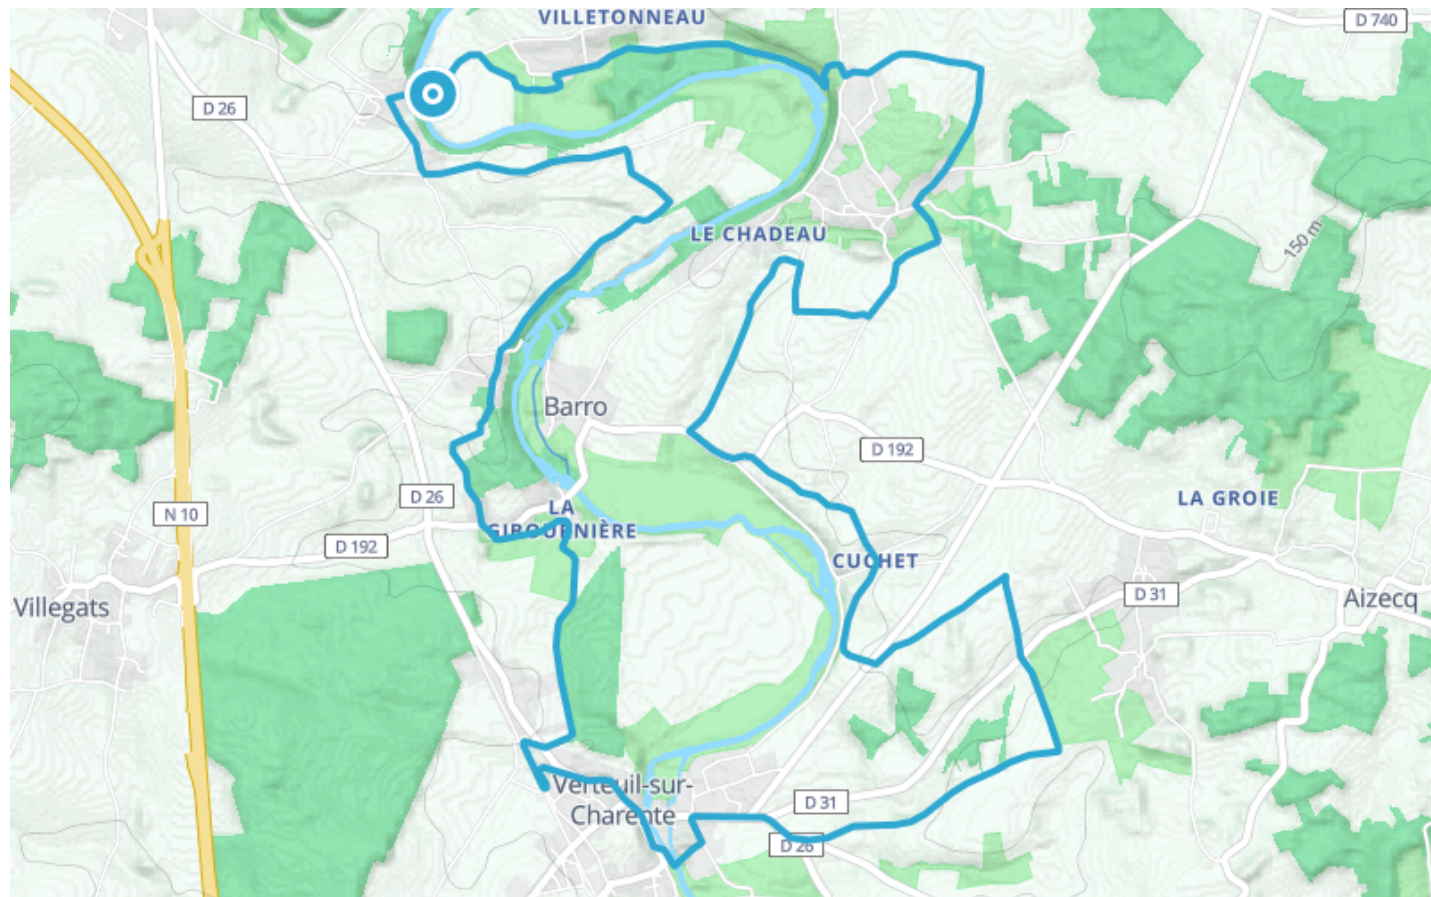 VILLETONNEAU
D 740
D 26
LE CHADEAU
150 m
Barro
D 192
D 26
LA
GIBOURNIÈRE
LA GROIE
N 10
D 192
CUCHET
D 31
Villegats
Aizecq
Verteuil-sur-
Charente
D 31
D 26